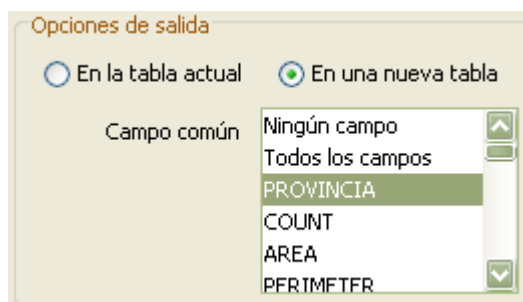 Opciones de salida
En la tabla actual En una nueva tabla
Campo común
Ningún campo
Todos los campos
PROVINCIA
COUNT
AREA
PERIMETER